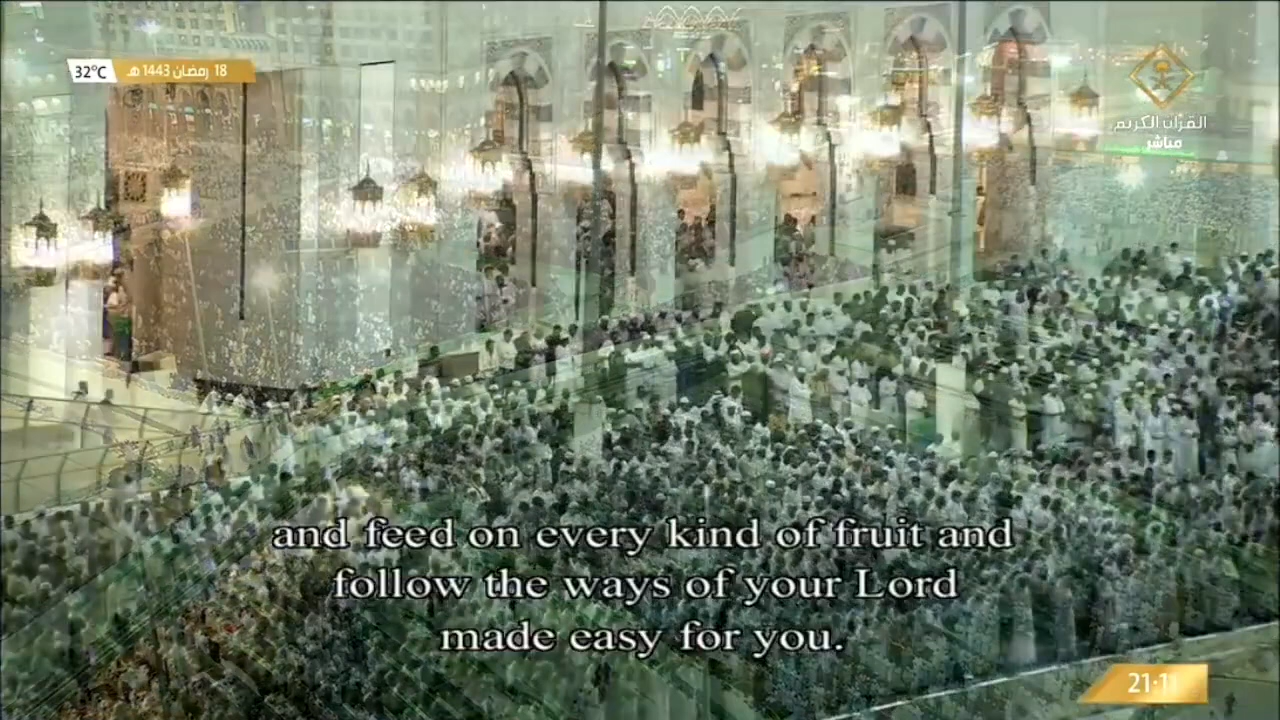 32°C
18 رمضان 1443 هـ
القرآن الكريم
مباشر
and feed on every kind of fruit and
follow the ways of your Lord
made easy for you.
21:11